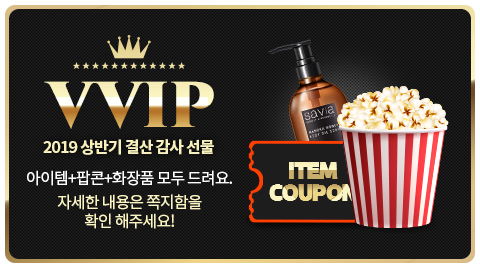 VVIP
2019 상반기 결산 감사 선물
아이템+팝콘+화장품 모두 드려요.
자세한 내용은 쪽지함을
확인 해주세요!
savia
ITEM
COUPON